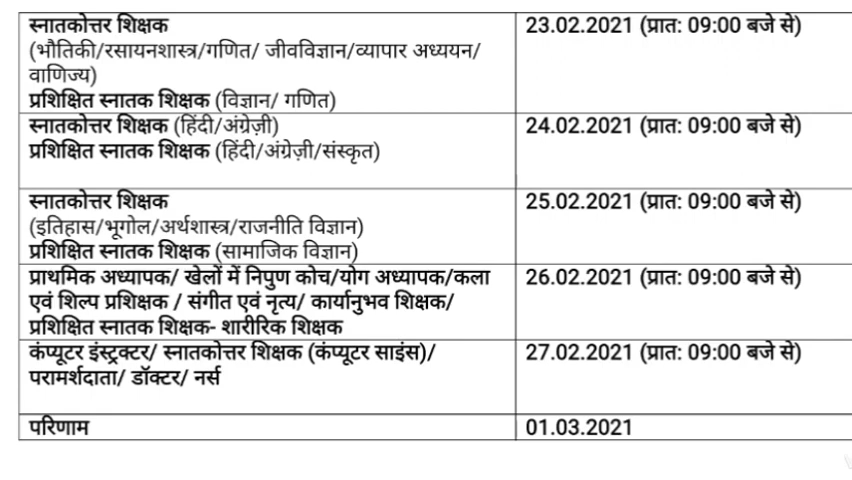 स्नातकोत्तर शिक्षक
23.02.2021 (प्रात: 09:00 बजे से)
(भौतिकी/रसायनशास्त्र/गणित/ जीवविज्ञान/व्यापार अध्ययन/
वाणिज्य)
प्रशिक्षित स्नातक शिक्षक (विज्ञान/ गणित)
स्नातकोत्तर शिक्षक (हिंदी/अंग्रेज़ी)
24.02.2021 (प्रात: 09:00 बजे से)
प्रशिक्षित स्नातक शिक्षक (हिंदी/अंग्रेज़ी/संस्कृत)
स्नातकोत्तर शिक्षक
25.02.2021 (प्रात: 09:00 बजे से)
(इतिहास/भूगोल/अर्थशास्त्र/राजनीति विज्ञान)
प्रशिक्षित स्नातक शिक्षक (सामाजिक विज्ञान)
प्राथमिक अध्यापक/ खेलों में निपुण कोच/योग अध्यापक/कला
26.02.2021 (प्रात: 09:00 बजे से)
एवं शिल्प प्रशिक्षक / संगीत एवं नृत्य/ कार्यानुभव शिक्षक/
प्रशिक्षित स्नातक शिक्षक- शारीरिक शिक्षक
कंप्यूटर इंस्ट्रक्टर/ स्नातकोत्तर शिक्षक (कंप्यूटर साइंस)/
27.02.2021 (प्रात: 09:00 बजे से)
परामर्शदाता/ डॉक्टर/ नर्स
परिणाम
01.03.2021